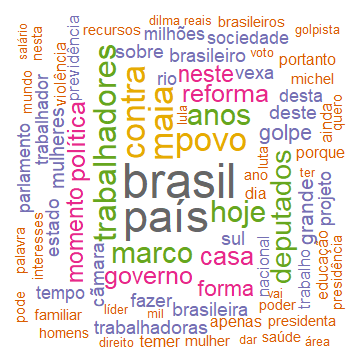 dilma reais brasileiros
recursos milhões sociedade golpista
sobre brasileiro voto
portanto
rio neste vexa michel
reforma desta
contra maia
lula
anos deste
povo golpe
porque
salário nesta
mundo violência previdência
parlamento trabalhador mulheres
trabalhadores
política
momento
estado
brasil
país
hoje
ainda quero
luta
ano ter
dia
deputados
grande projeto
trabalho educação presidência
nacional
marco casa sul
câmara governo forma
palavra interesses
pode
tempo fazer brasileira vai poder
familiar líder mil apenas presidenta
homens trabalhadoras dar saúde área
direito temer mulher